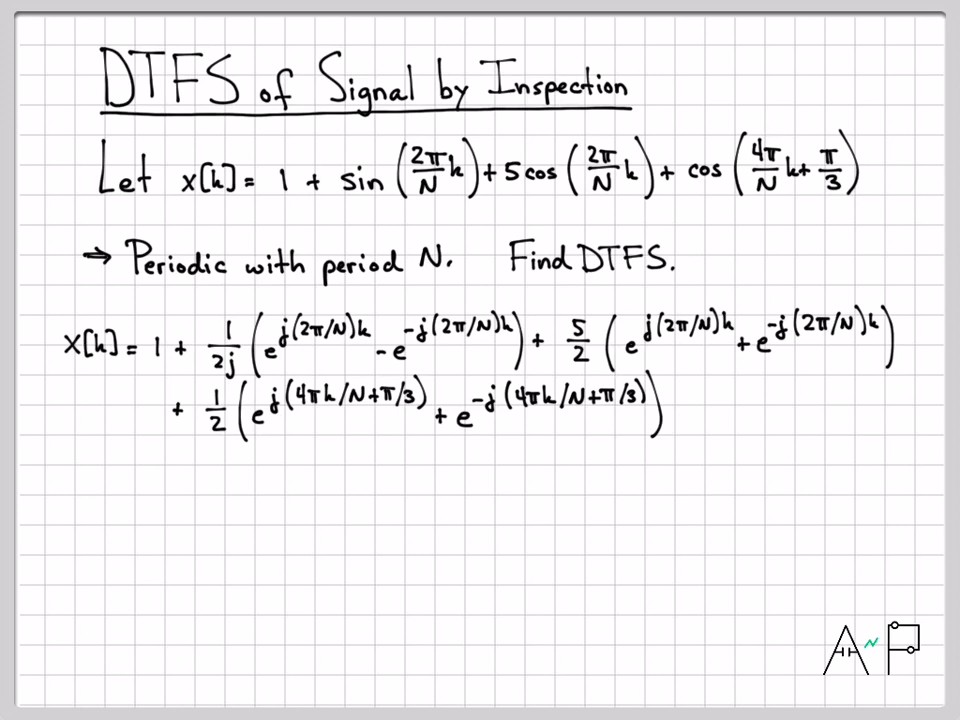 DTFS of Signal by Inspection
Let x[k] = 1 + sin(2π/N k) + 5cos(2π/N k) + cos(4π/N k + π/3)
⇒ Periodic with period N. Find DTFS.
x[k] = 1 + 1/2j (e^j(2π/N)k - e^-j(2π/N)k) + 5/2 (e^j(2π/N)k + e^-j(2π/N)k)
+ 1/2 (e^j(4πk/N+π/3) + e^-j(4πk/N+π/3))
A~P